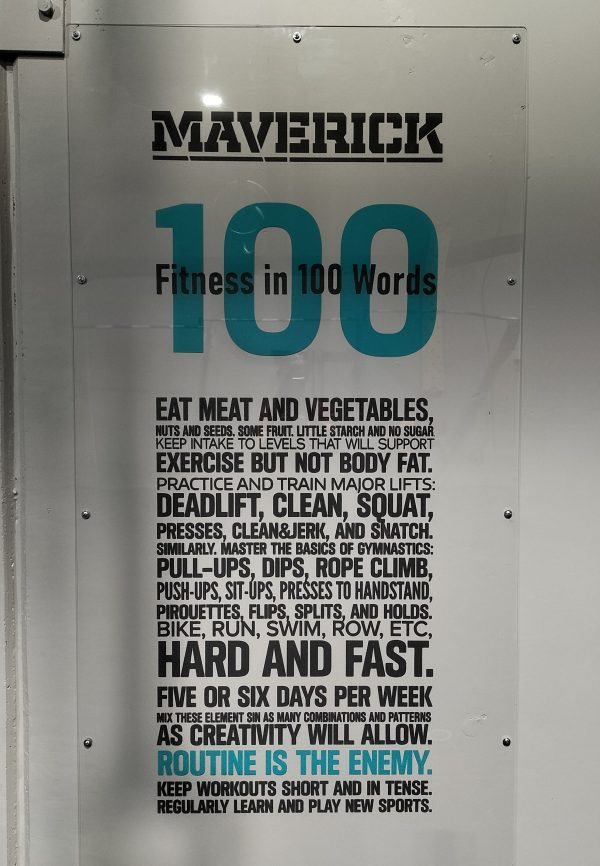 MAVERICK
100
Fitness in 100 Words
EAT MEAT AND VEGETABLES,
NUTS AND SEEDS. SOME FRUIT. LITTLE STARCH AND NO SUGAR
KEEP INTAKE TO LEVELS THAT WILL SUPPORT
EXERCISE BUT NOT BODY FAT.
PRACTICE AND TRAIN MAJOR LIFTS:
DEADLIFT, CLEAN, SQUAT,
PRESSES, CLEAN&JERK, AND SNATCH.
SIMILARLY. MASTER THE BASICS OF GYMNASTICS:
PULL-UPS, DIPS, ROPE CLIMB,
PUSH-UPS, SIT-UPS, PRESSES TO HANDSTAND,
PIROUETTES, FLIPS, SPLITS, AND HOLDS.
BIKE, RUN, SWIM, ROW, ETC,
HARD AND FAST.
FIVE OR SIX DAYS PER WEEK
MIX THESE ELEMENT SIN AS MANY COMBINATIONS AND PATTERNS
AS CREATIVITY WILL ALLOW.
ROUTINE IS THE ENEMY.
KEEP WORKOUTS SHORT AND IN TENSE.
REGULARLY LEARN AND PLAY NEW SPORTS.